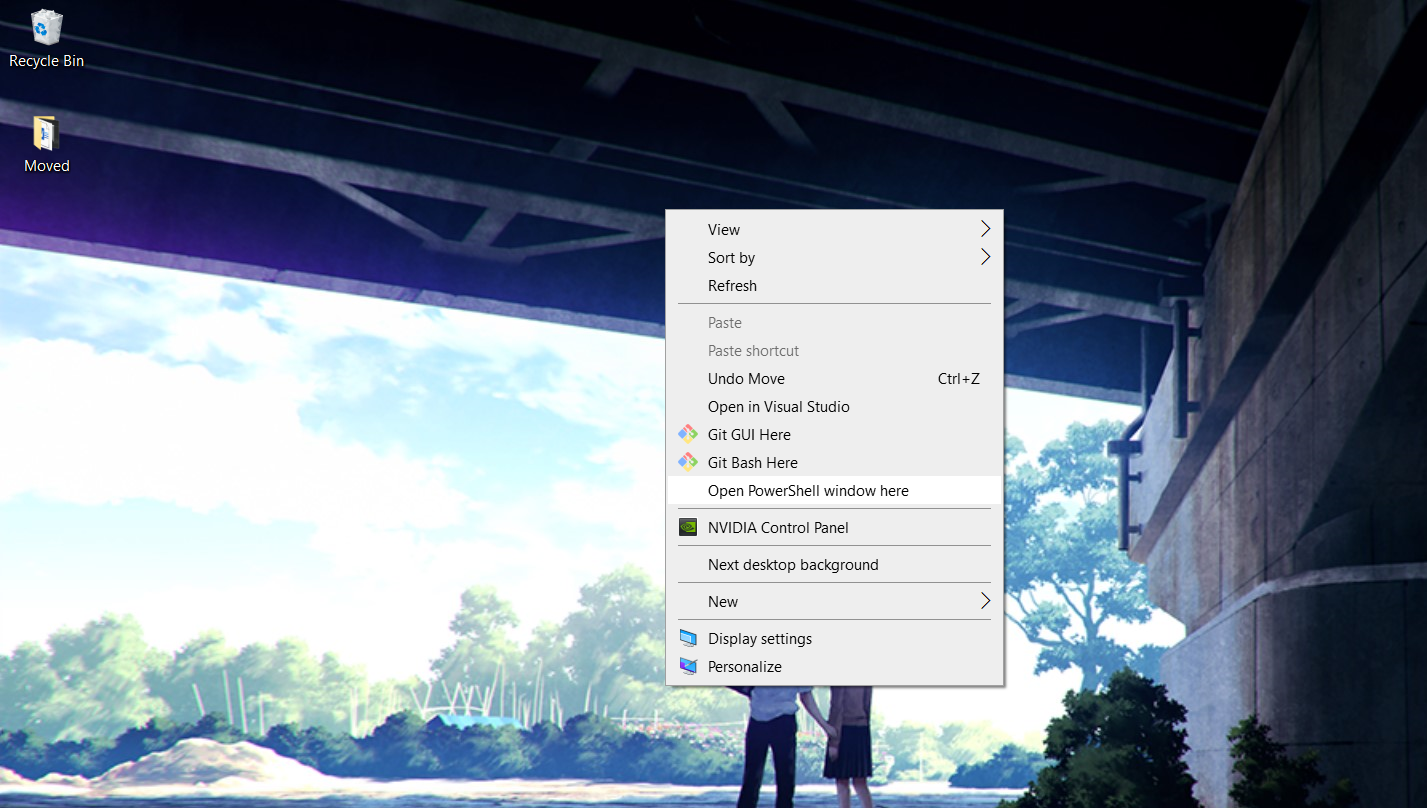 Recycle Bin
Moved
View
Sort by
Refresh
Paste
Paste shortcut
Undo Move Ctrl+Z
Open in Visual Studio
Git GUI Here
Git Bash Here
Open PowerShell window here
NVIDIA Control Panel
Next desktop background
New
Display settings
Personalize